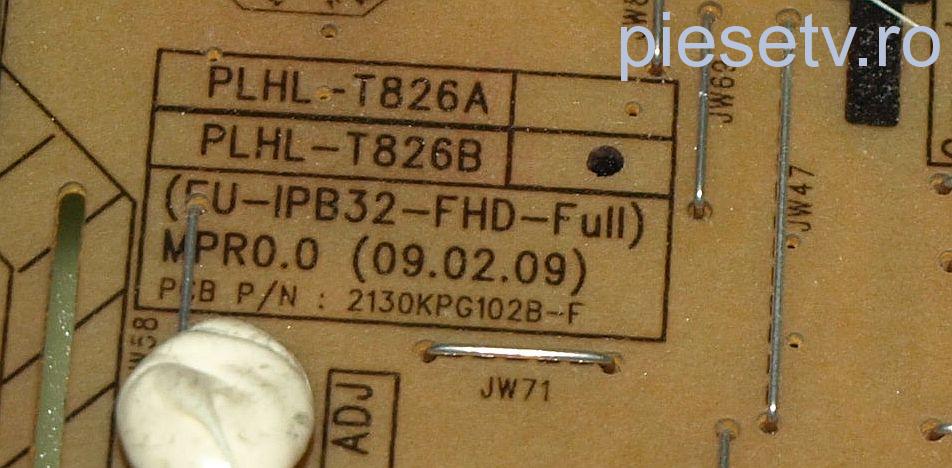 piesetv.ro
PLHL-T826A
PLHL-T826B
(EU-IPB32-FHD-Full)
MPR0.0 (09.02.09)
PCB P/N : 2130KPG102B-F
JW47
JW71
ADJ